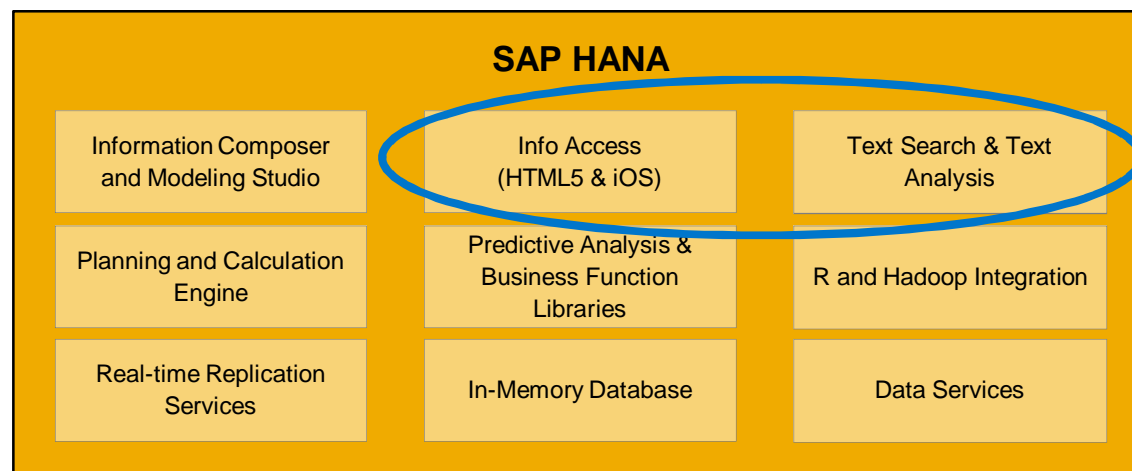 SAP HANA
Information Composer
and Modeling Studio
Info Access
(HTML5 & iOS)
Text Search & Text
Analysis
Planning and Calculation
Engine
Predictive Analysis &
Business Function
Libraries
R and Hadoop Integration
Real-time Replication
Services
In-Memory Database
Data Services